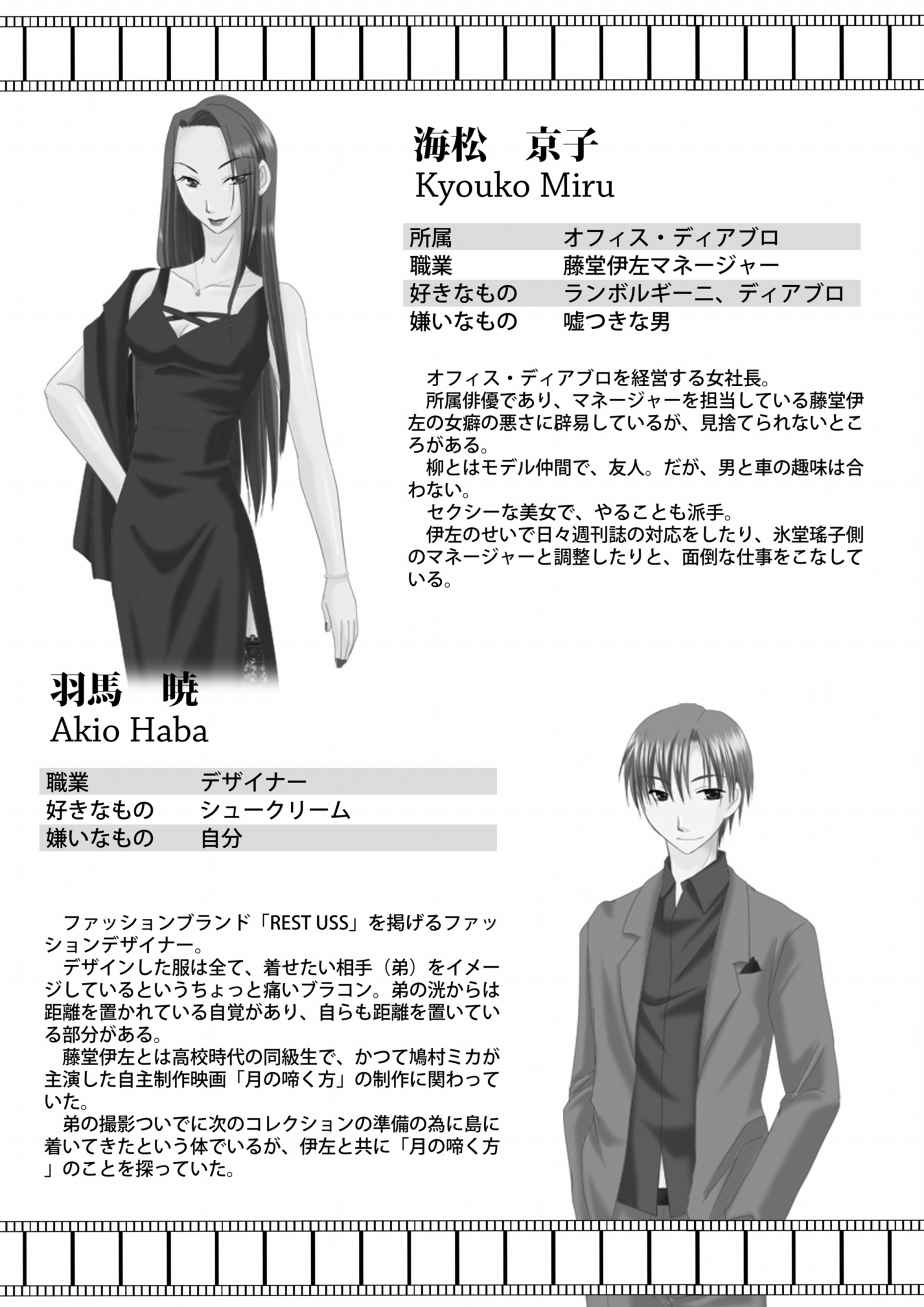 海松　京子
Kyouko Miru
所属　オフィス・ディアブロ
職業　藤堂伊左マネージャー
好きなもの　ランボルギーニ、ディアブロ
嫌いなもの　嘘つきな男
　オフィス・ディアブロを経営する女社長。
　所属俳優であり、マネージャーを担当している藤堂伊
左の女癖の悪さに辟易しているが、見捨てられないとこ
ろがある。
　柳とはモデル仲間で、友人。だが、男と車の趣味は合
わない。
　セクシーな美女で、やることも派手。
　伊左のせいで日々週刊誌の対応をしたり、氷堂瑤子側
のマネージャーと調整したりと、面倒な仕事をこなして
いる。
羽馬　暁
Akio Haba
職業　デザイナー
好きなもの　シュークリーム
嫌いなもの　自分
　ファッションブランド「REST USS」を掲げるファッ
ションデザイナー。
　デザインした服は全て、着せたい相手（弟）をイメー
ジしているというちょっと痛いブラコン。弟の洸からは
距離を置かれている自覚があり、自らも距離を置いてい
る部分がある。
　藤堂伊左とは高校時代の同級生で、かつて鳩村ミカが
主演した自主制作映画「月の啼く方」の制作に関わって
いた。
　弟の撮影ついでに次のコレクションの準備の為に島に
着いてきたという体でいるが、伊左と共に「月の啼く方
」のことを探っていた。